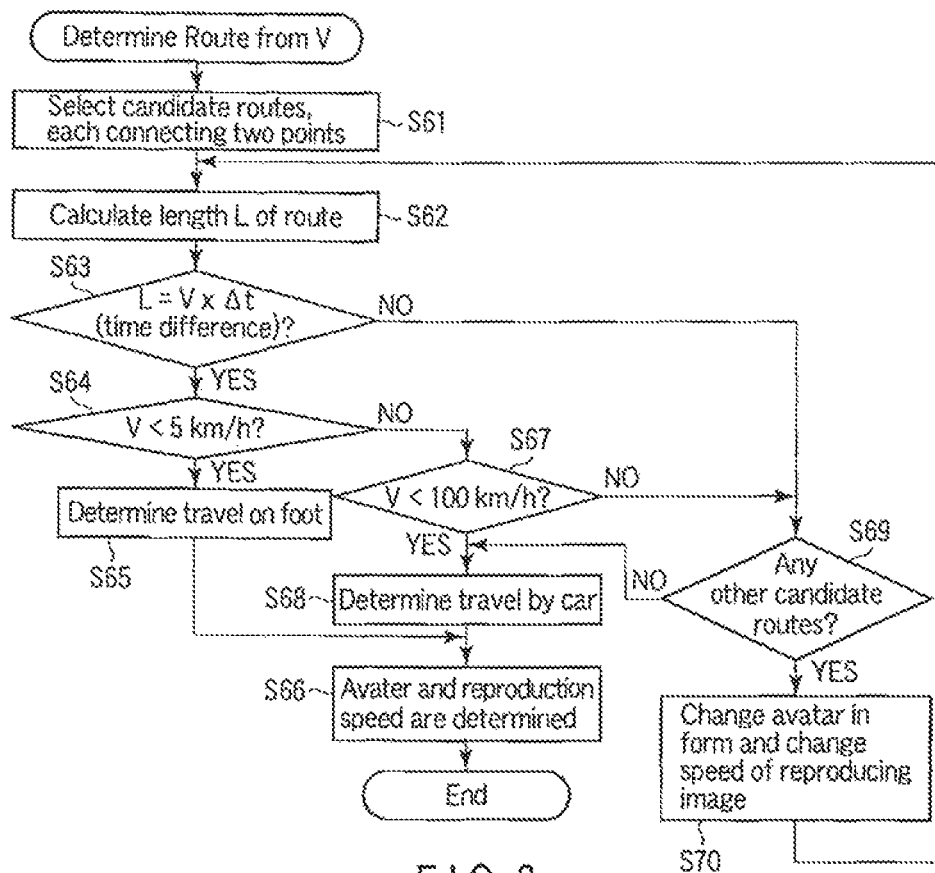 Determine Route from V
Select candidate routes,
each connecting two points
S61
Calculate length L of route
S62
S63
L = V x Δt
(time difference)?
NO
YES
S64
V < 5 km/h?
NO
YES
S67
V < 100 km/h?
NO
YES
Determine travel on foot
S65
S69
Any
other candidate
routes?
NO
YES
S68
Determine travel by car
S66
Avater and reproduction
speed are determined
Change avatar in
form and change
speed of reproducing
image
S70
End